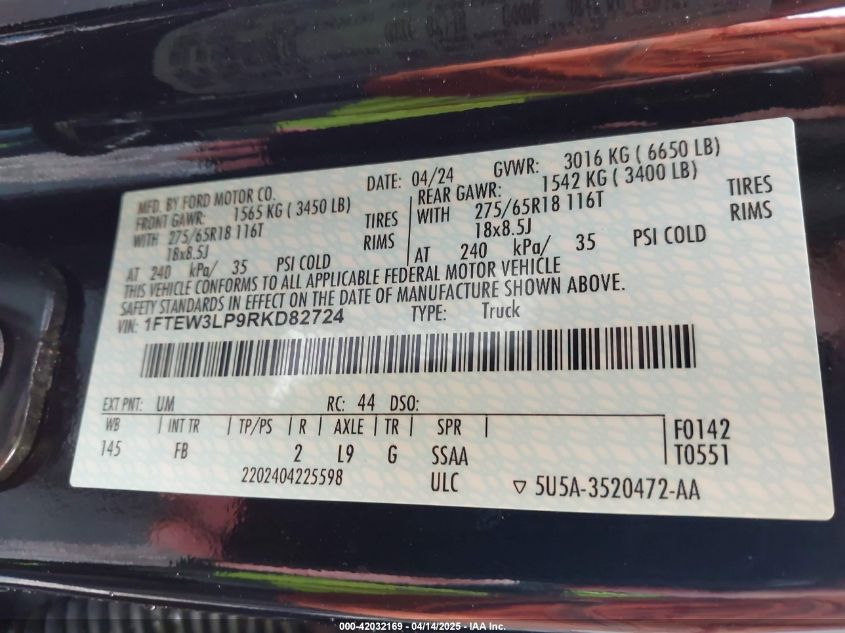 MFD. BY FORD MOTOR CO. DATE: 04/24 GVWR: 3016 KG ( 6650 LB)
FRONT GAWR: 1565 KG ( 3450 LB) REAR GAWR: 1542 KG ( 3400 LB)
WITH 275/65R18 116T TIRES WITH 275/65R18 116T TIRES
18x8.5J RIMS 18x8.5J RIMS
AT 240 kPa/ 35 PSI COLD AT 240 kPa/ 35 PSI COLD
THIS VEHICLE CONFORMS TO ALL APPLICABLE FEDERAL MOTOR VEHICLE
SAFETY STANDARDS IN EFFECT ON THE DATE OF MANUFACTURE SHOWN ABOVE.
VIN: 1FTEW3LP9RKD82724 TYPE: Truck
EXT PNT: UM RC: 44 DSO:
WB INT TR TP/PS R AXLE TR SPR F0142
145 FB 2 L9 G SSAA T0551
2202404225598 ULC ▽ 5U5A-3520472-AA
000-42032169 - 04/14/2025 - IAA Inc.